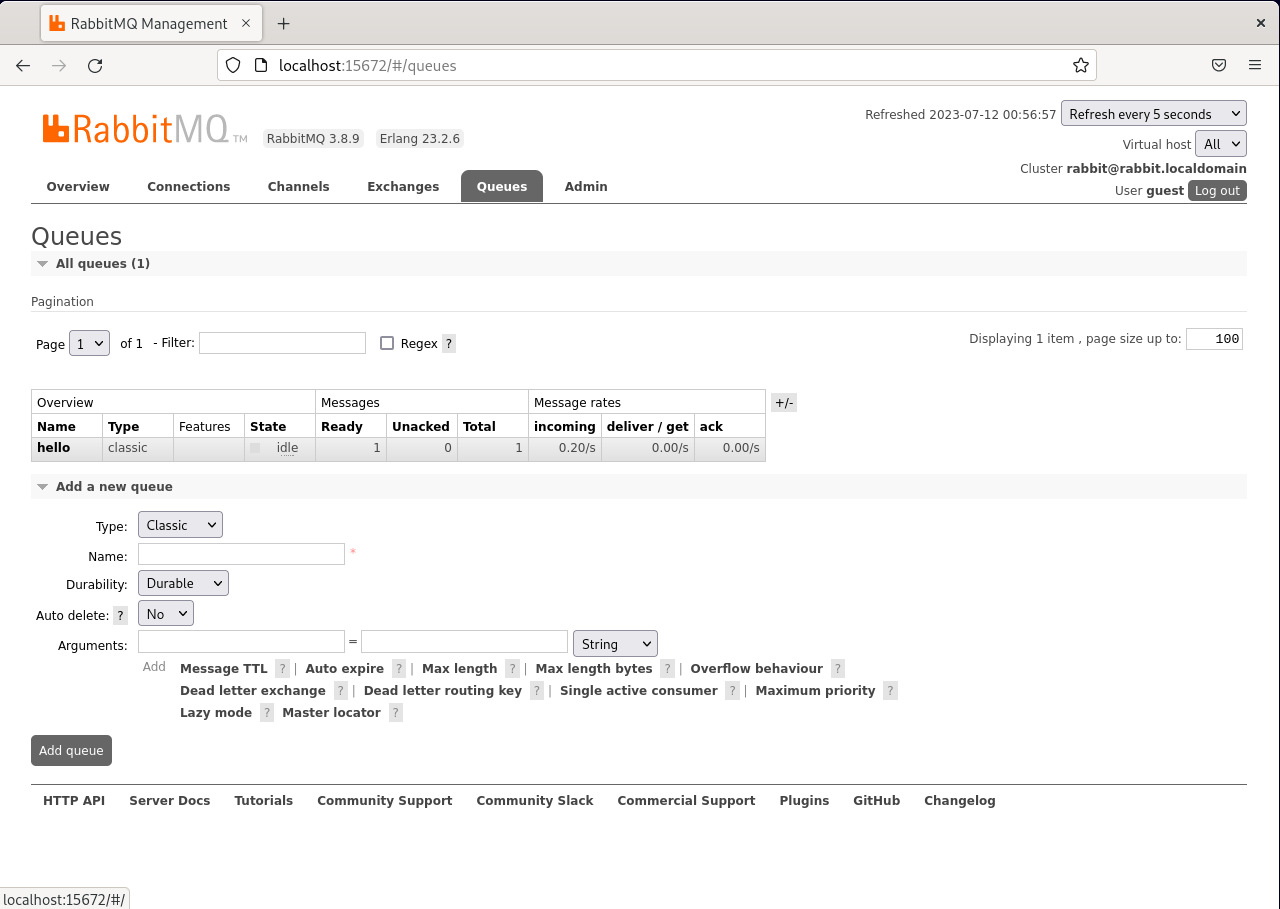 RabbitMQ Management
localhost:15672/#/queues
RabbitMQ TM RabbitMQ 3.8.9 Erlang 23.2.6
Refreshed 2023-07-12 00:56:57 Refresh every 5 seconds
Virtual host All
Cluster rabbit@rabbit.localdomain
User guest Log out
Overview Connections Channels Exchanges Queues Admin
Queues
All queues (1)
Pagination
Page 1 of 1 - Filter: Regex ? Displaying 1 item , page size up to: 100
Overview Messages Message rates +/-
Name Type Features State Ready Unacked Total incoming deliver / get ack
hello classic idle 1 0 1 0.20/s 0.00/s 0.00/s
Add a new queue
Type: Classic
Name: *
Durability: Durable
Auto delete: ? No
Arguments: = String
Add Message TTL ? | Auto expire ? | Max length ? | Max length bytes ? | Overflow behaviour ?
Dead letter exchange ? | Dead letter routing key ? | Single active consumer ? | Maximum priority ?
Lazy mode ? Master locator ?
Add queue
HTTP API Server Docs Tutorials Community Support Community Slack Commercial Support Plugins GitHub Changelog
localhost:15672/#/